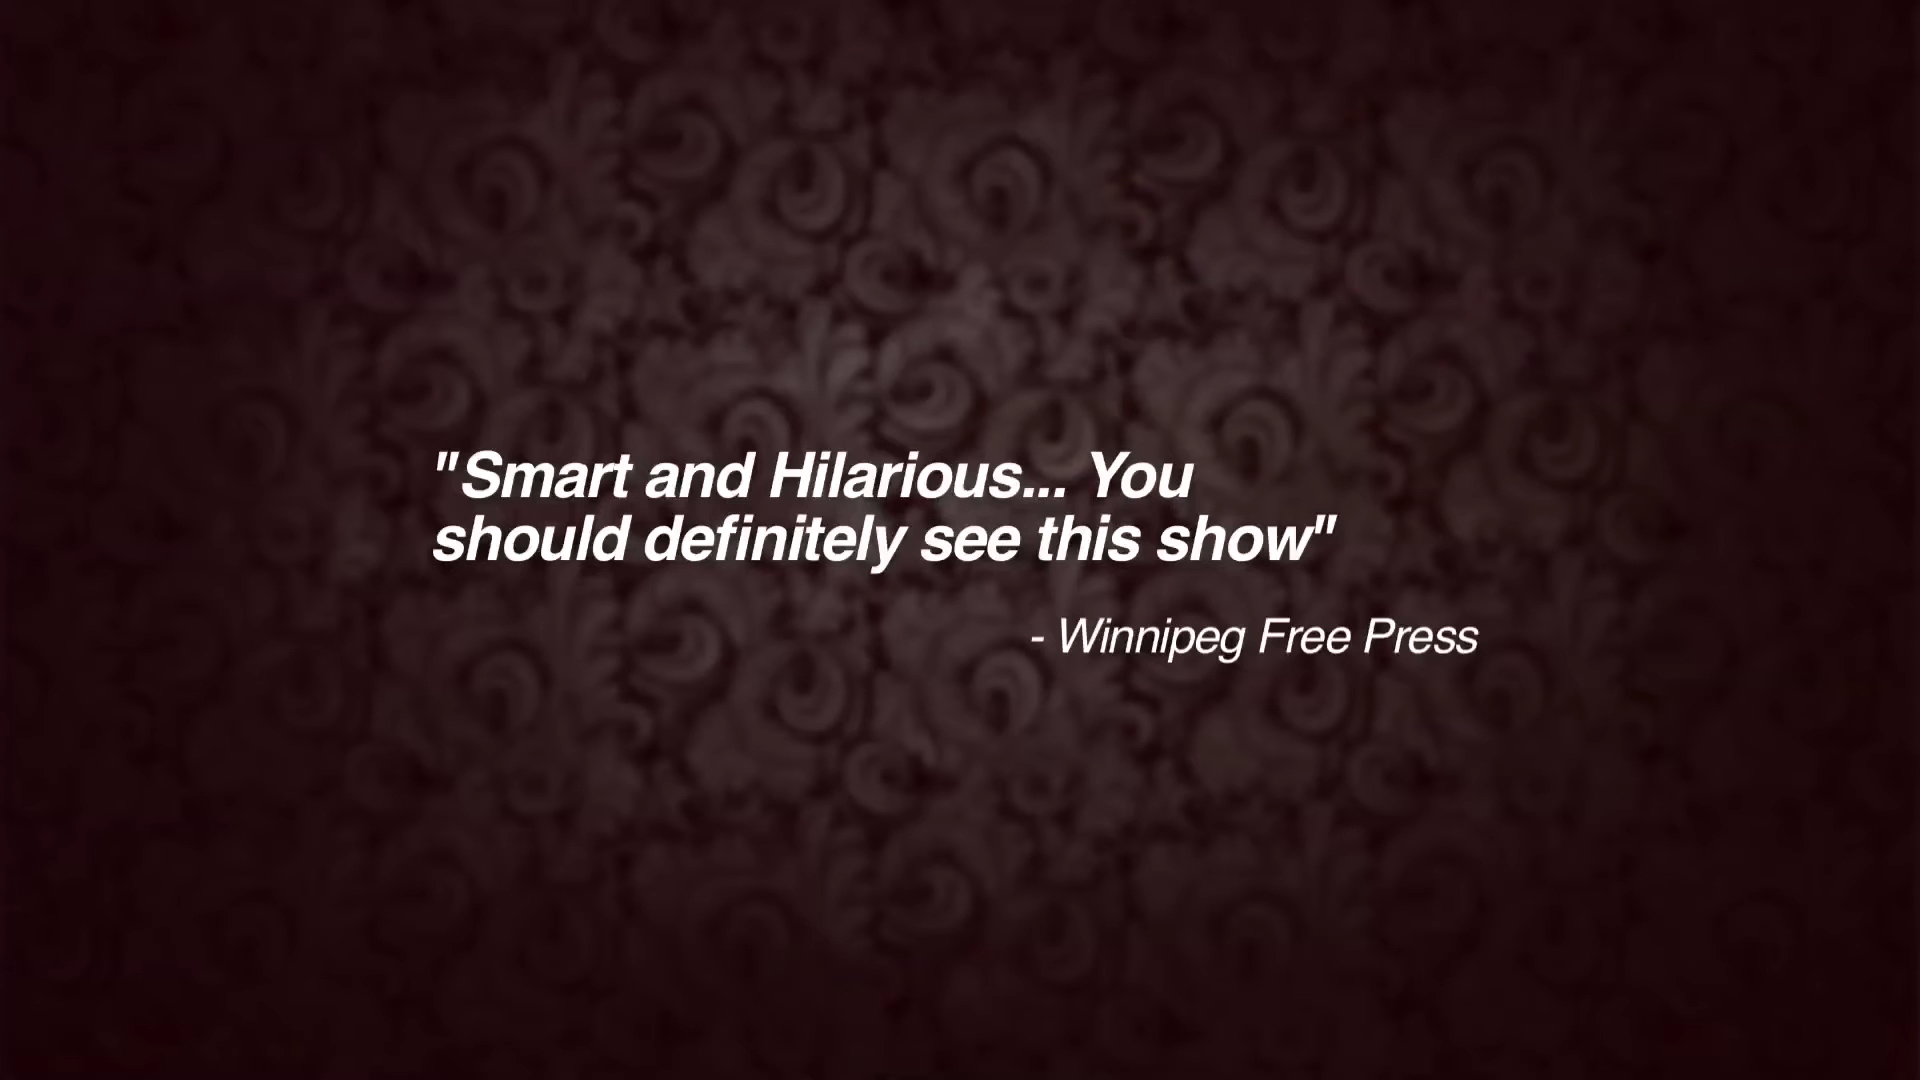 "Smart and Hilarious... You
should definitely see this show"
- Winnipeg Free Press